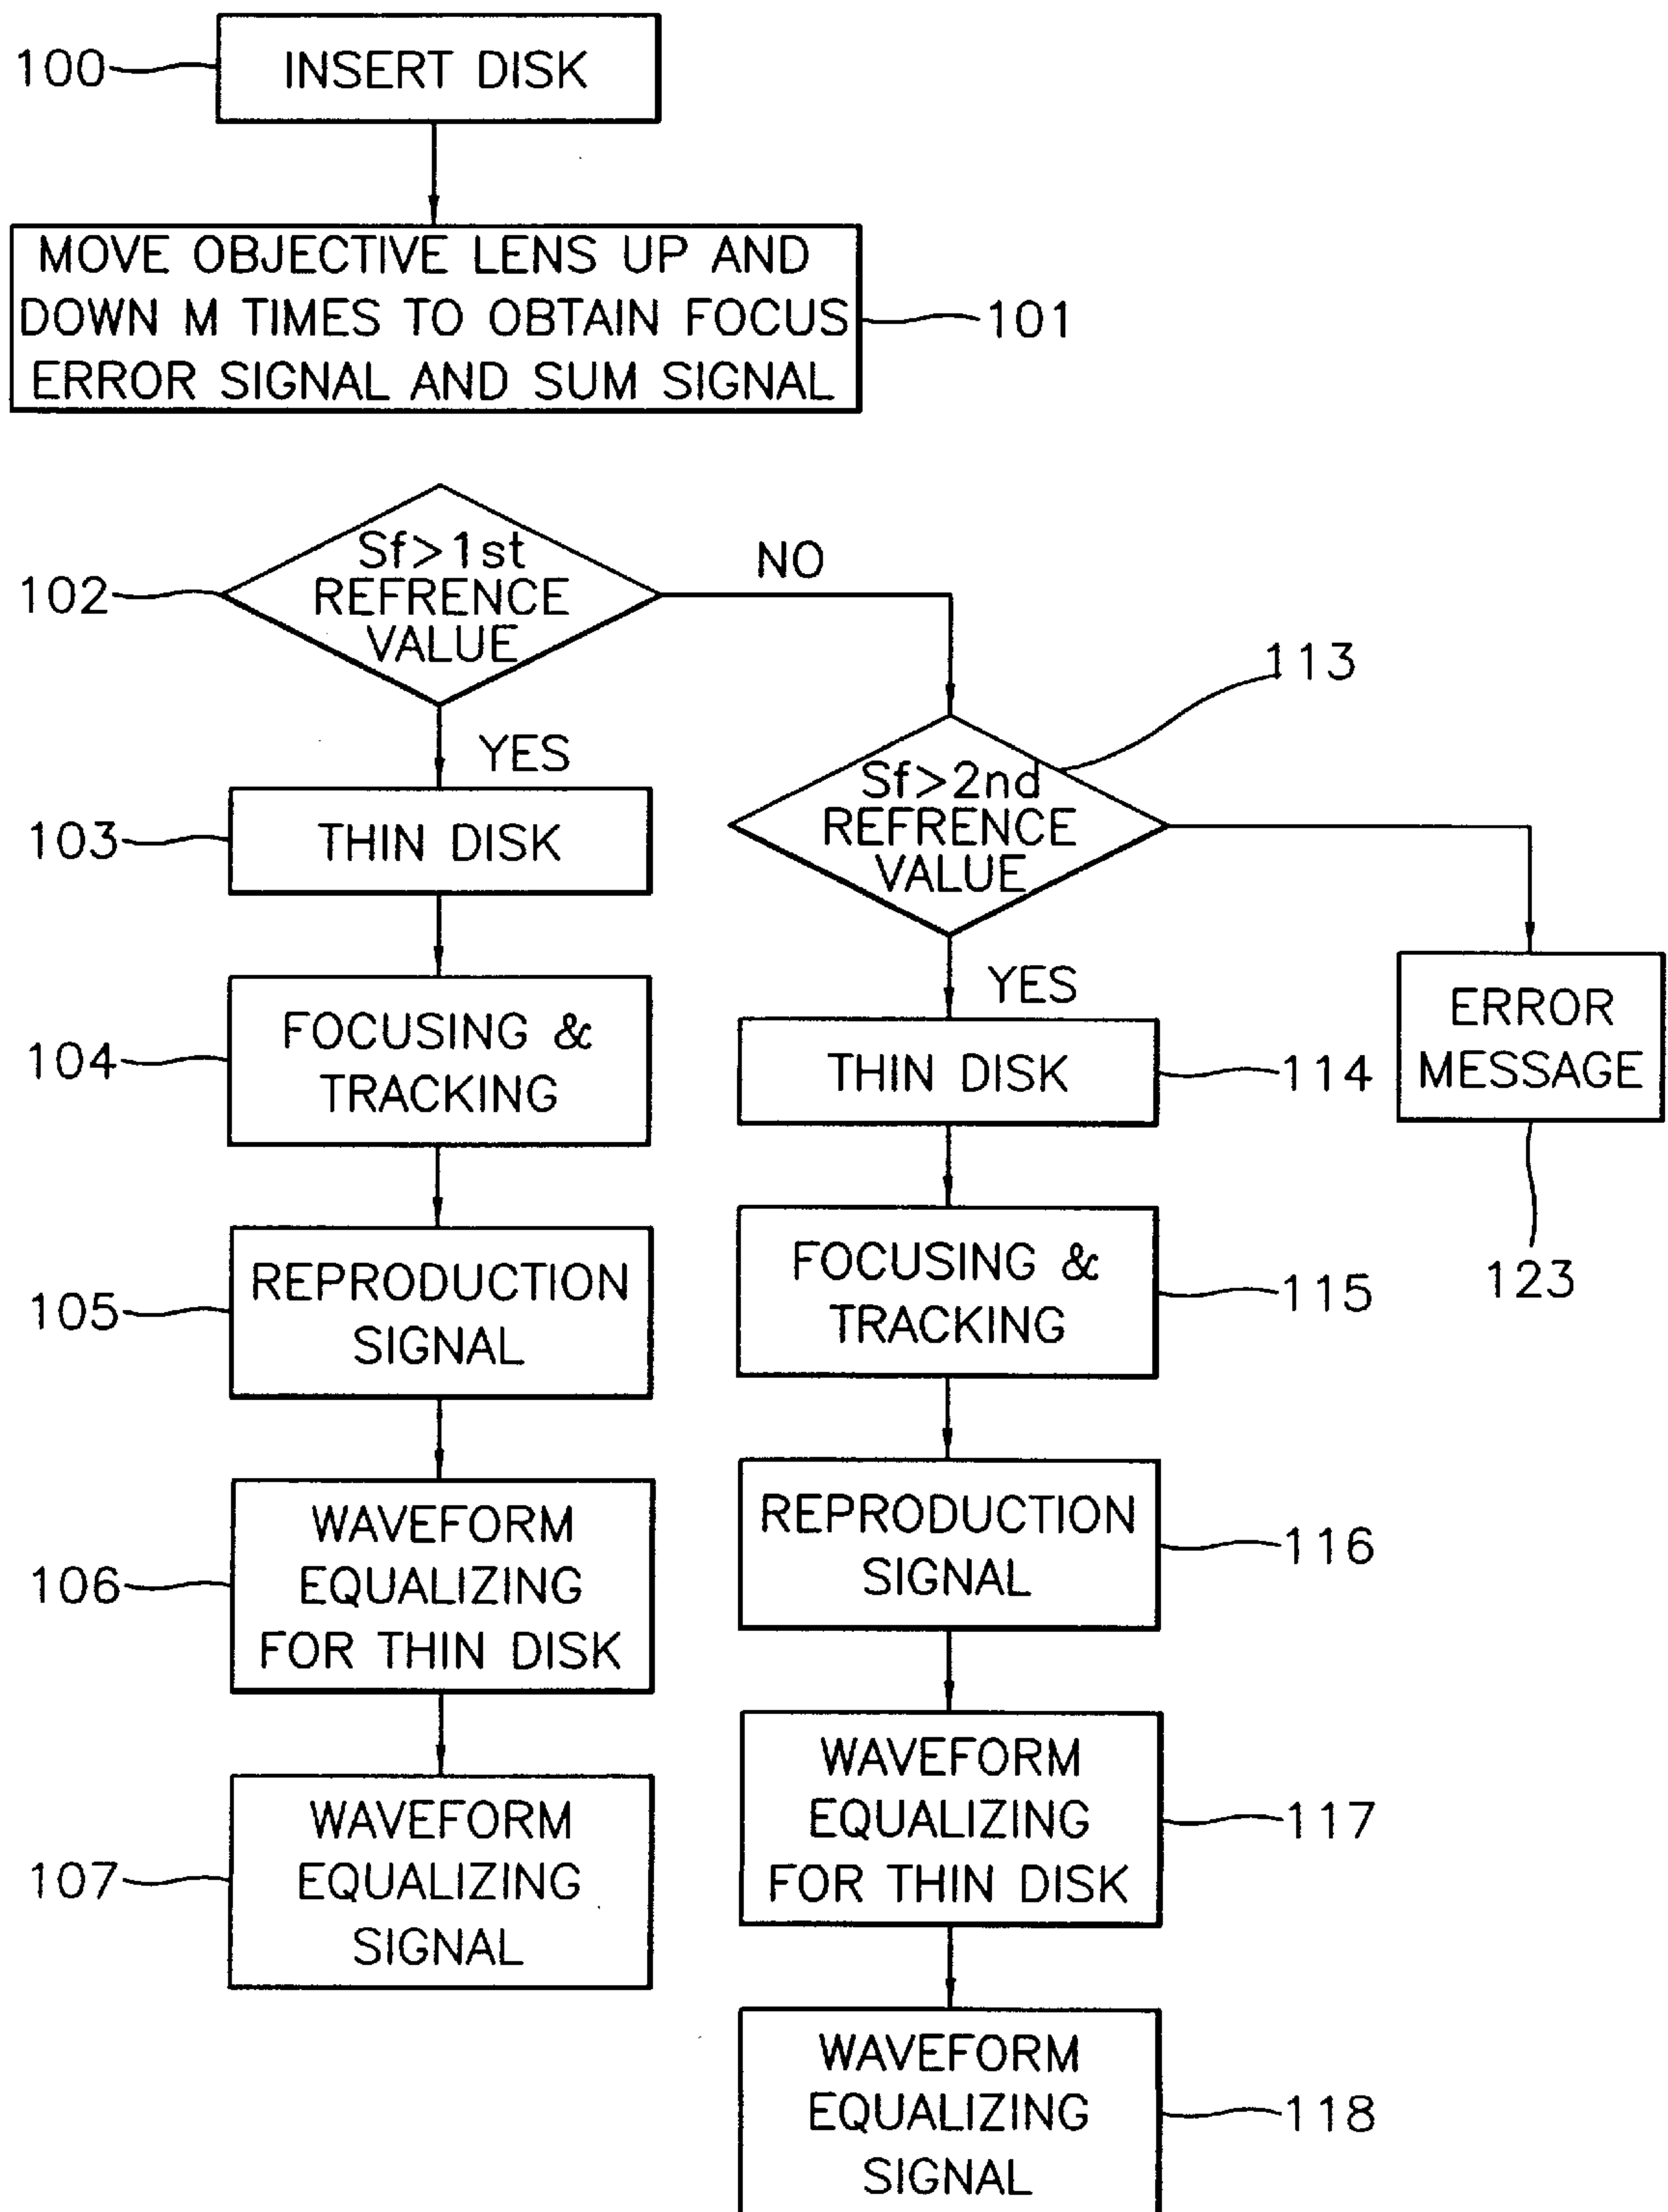 100
INSERT DISK
MOVE OBJECTIVE LENS UP AND
DOWN M TIMES TO OBTAIN FOCUS
ERROR SIGNAL AND SUM SIGNAL
101
102
Sf>1st
REFRENCE
VALUE
NO
YES
113
Sf>2nd
REFRENCE
VALUE
YES
103
THIN DISK
104
FOCUSING &
TRACKING
105
REPRODUCTION
SIGNAL
106
WAVEFORM
EQUALIZING
FOR THIN DISK
107
WAVEFORM
EQUALIZING
SIGNAL
THIN DISK
114
FOCUSING &
TRACKING
115
REPRODUCTION
SIGNAL
116
WAVEFORM
EQUALIZING
FOR THIN DISK
117
WAVEFORM
EQUALIZING
SIGNAL
118
ERROR
MESSAGE
123